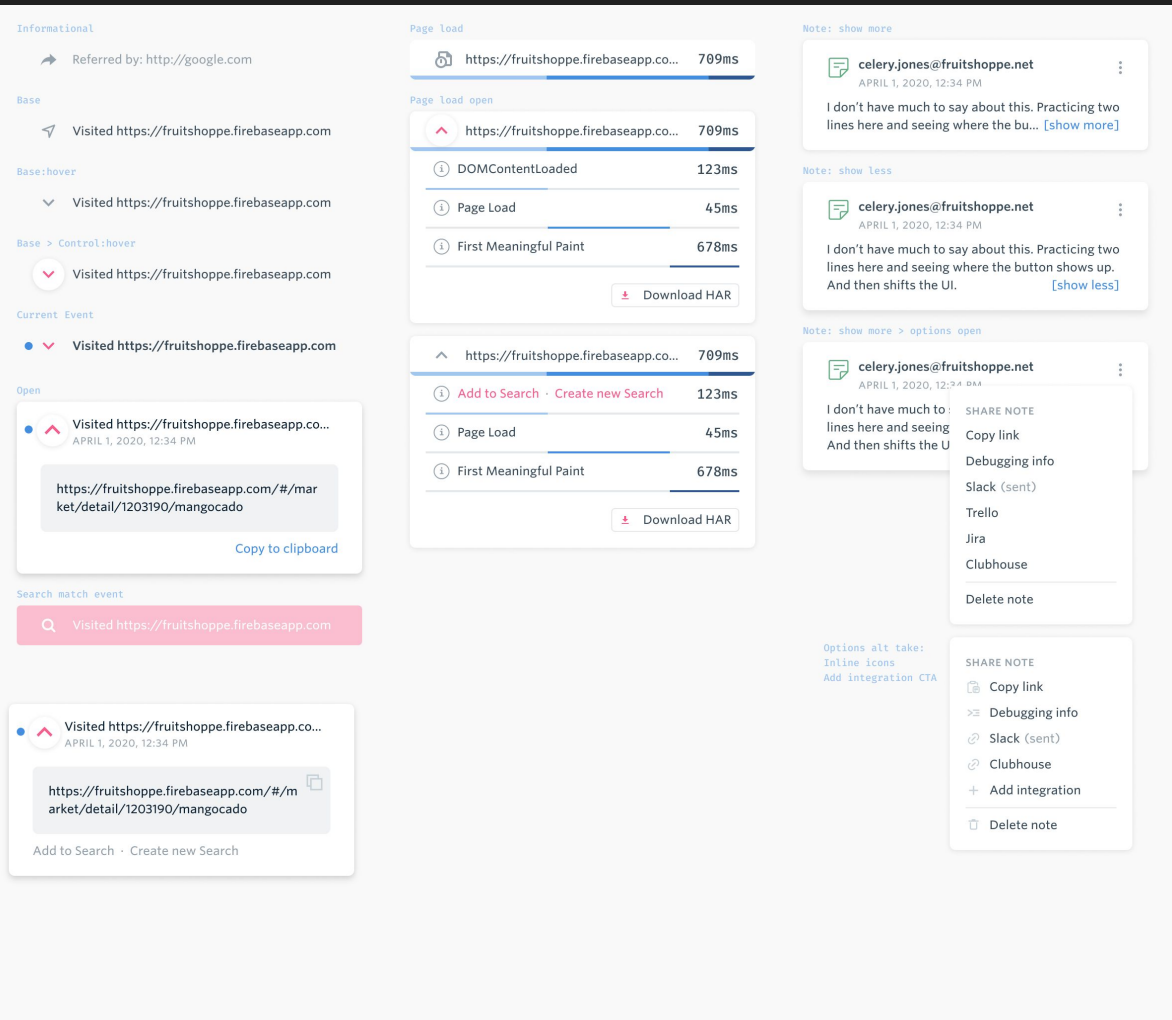 Informational
Referred by: http://google.com
Base
Visited https://fruitshoppe.firebaseapp.com
Base:hover
Visited https://fruitshoppe.firebaseapp.com
Base > Control:hover
Visited https://fruitshoppe.firebaseapp.com
Current Event
Visited https://fruitshoppe.firebaseapp.com
Open
Visited https://fruitshoppe.firebaseapp.co...
APRIL 1, 2020, 12:34 PM
https://fruitshoppe.firebaseapp.com/#/mar
ket/detail/1203190/mangocado
Copy to clipboard
Search match event
Visited https://fruitshoppe.firebaseapp.com
Visited https://fruitshoppe.firebaseapp.co...
APRIL 1, 2020, 12:34 PM
https://fruitshoppe.firebaseapp.com/#/m
arket/detail/1203190/mangocado
Add to Search · Create new Search
Page load
https://fruitshoppe.firebaseapp.co... 709ms
Page load open
https://fruitshoppe.firebaseapp.co... 709ms
DOMContentLoaded 123ms
Page Load 45ms
First Meaningful Paint 678ms
Download HAR
https://fruitshoppe.firebaseapp.co... 709ms
Add to Search · Create new Search 123ms
Page Load 45ms
First Meaningful Paint 678ms
Download HAR
Note: show more
celery.jones@fruitshoppe.net
APRIL 1, 2020, 12:34 PM
I don't have much to say about this. Practicing two
lines here and seeing where the bu... [show more]
Note: show less
celery.jones@fruitshoppe.net
APRIL 1, 2020, 12:34 PM
I don't have much to say about this. Practicing two
lines here and seeing where the button shows up.
And then shifts the UI. [show less]
Note: show more > options open
celery.jones@fruitshoppe.net
APRIL 1, 2020, 12:34 PM
I don't have much to
lines here and seeing
And then shifts the U
SHARE NOTE
Copy link
Debugging info
Slack (sent)
Trello
Jira
Clubhouse
Delete note
Options alt take:
Inline icons
Add integration CTA
SHARE NOTE
Copy link
Debugging info
Slack (sent)
Clubhouse
Add integration
Delete note